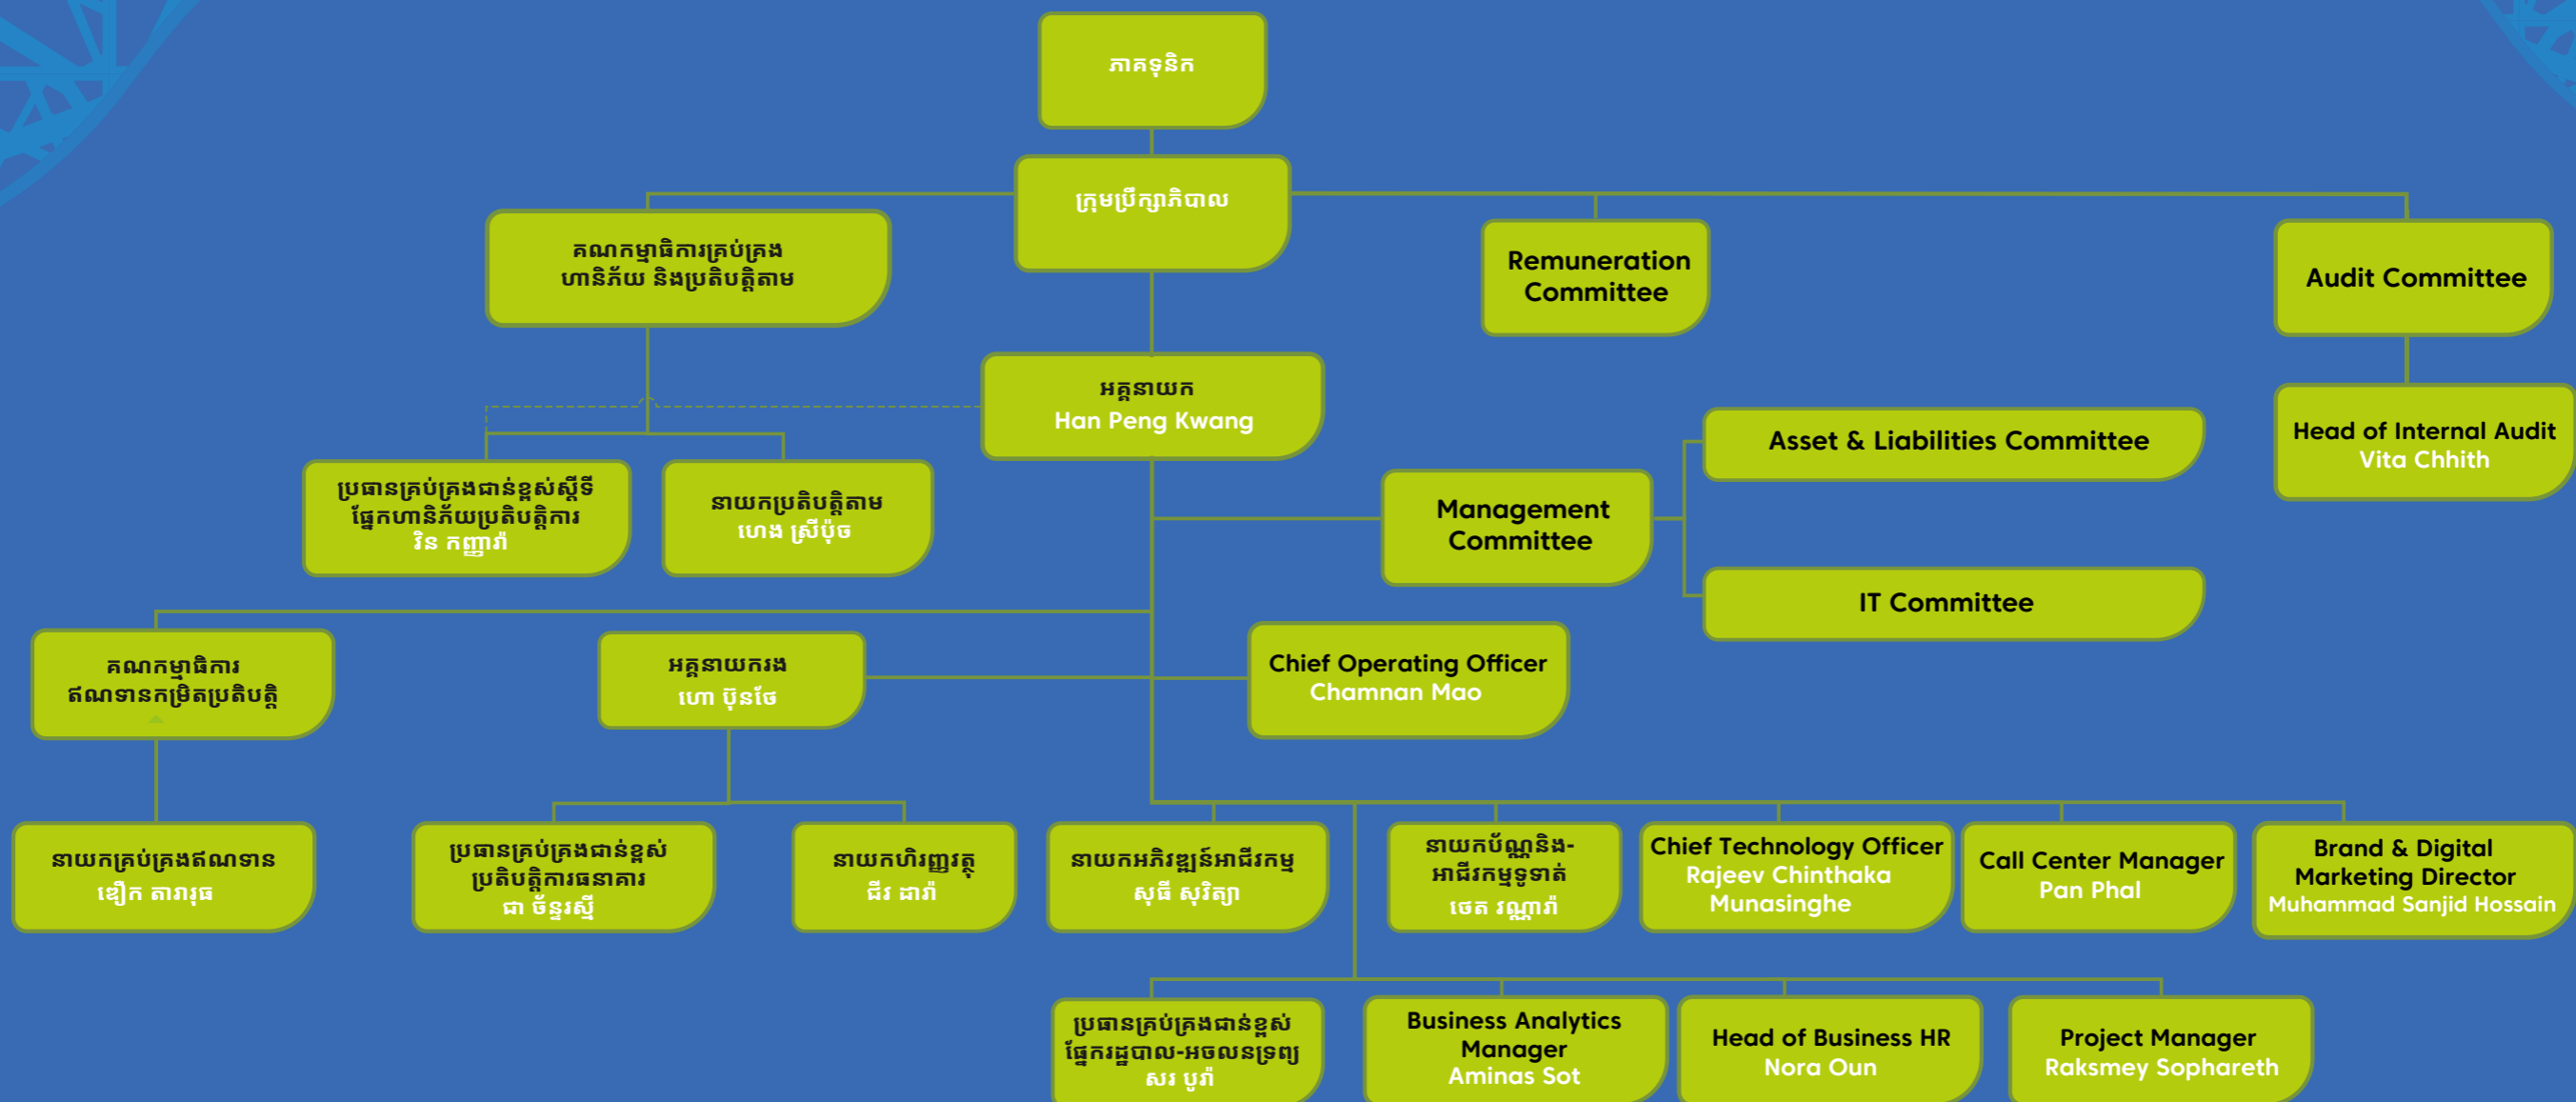 ភាគទុនិក
ក្រុមប្រឹក្សាភិបាល
គណកម្មាធិការគ្រប់គ្រង
ហានិភ័យ និងប្រតិបត្តិតាម
Remuneration
Committee
Audit Committee
អគ្គនាយក
Han Peng Kwang
Head of Internal Audit
Vita Chhith
Asset & Liabilities Committee
Management
Committee
IT Committee
ប្រធានគ្រប់គ្រងជាន់ខ្ពស់ស្តីទី
ផ្នែកហានិភ័យប្រតិបត្តិការ
វិន កញ្ញារ៉ា
នាយកប្រតិបត្តិតាម
ហេង ស្រីប៉ុច
គណកម្មាធិការ
ឥណទានកម្រិតប្រតិបត្តិ
អគ្គនាយករង
ហោ ប៊ុនថៃ
Chief Operating Officer
Chamnan Mao
នាយកគ្រប់គ្រងឥណទាន
ឌឿក តារារុធ
ប្រធានគ្រប់គ្រងជាន់ខ្ពស់
ប្រតិបត្តិការធនាគារ
ជា ច័ន្ទរស្មី
នាយកហិរញ្ញវត្ថុ
ជីវ ដារ៉ា
នាយកអភិវឌ្ឍន៍អាជីវកម្ម
សុធី សុរិត្យា
នាយកប័ណ្ណនិង-
អាជីវកម្មទូទាត់
ថេត វណ្ណារ៉ា
Chief Technology Officer
Rajeev Chinthaka
Munasinghe
Call Center Manager
Pan Phal
Brand & Digital
Marketing Director
Muhammad Sanjid Hossain
ប្រធានគ្រប់គ្រងជាន់ខ្ពស់
ផ្នែករដ្ឋបាល-អចលនទ្រព្យ
សរ បូរ៉ា
Business Analytics
Manager
Aminas Sot
Head of Business HR
Nora Oun
Project Manager
Raksmey Sophareth